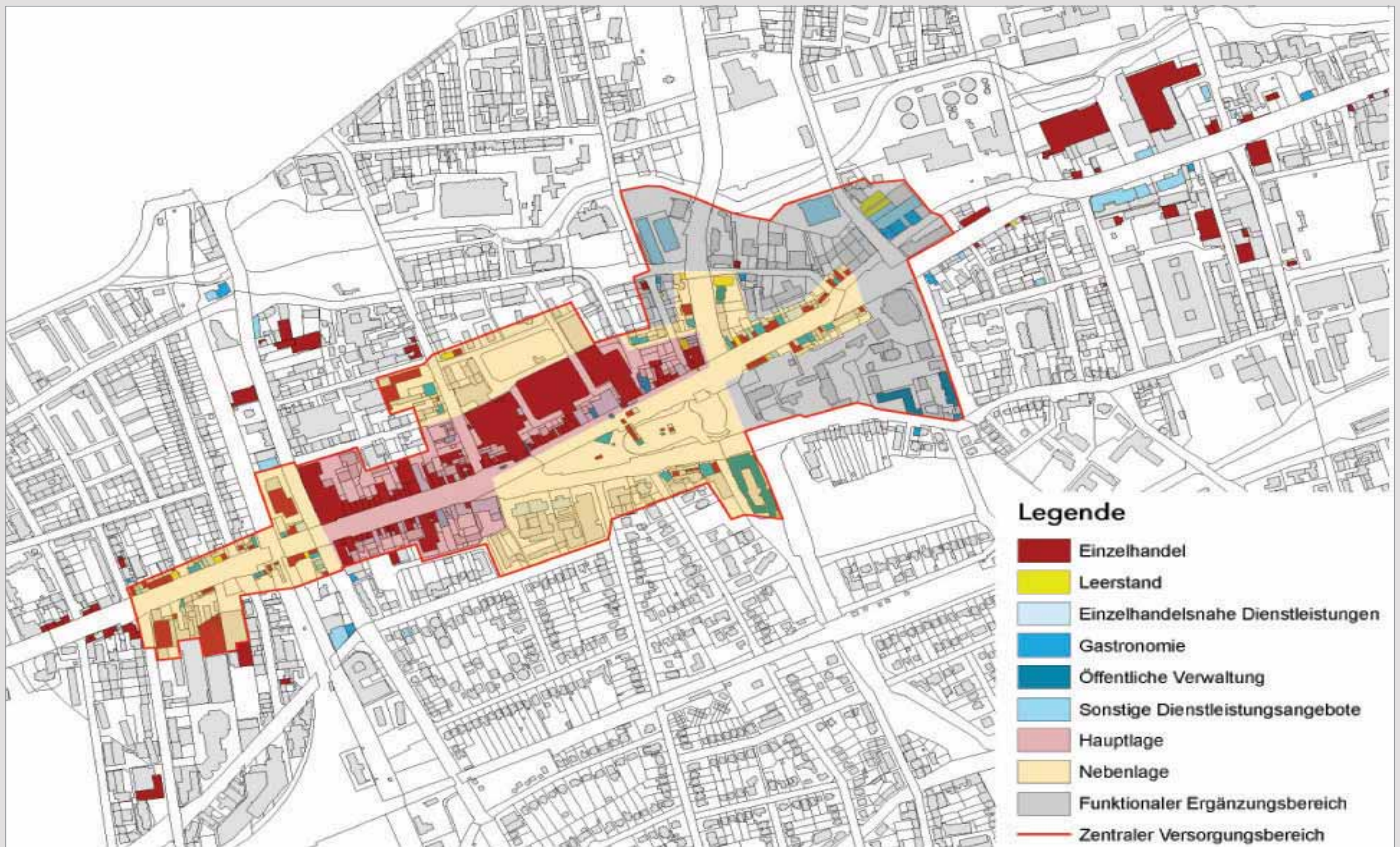 Legende
Einzelhandel
Leerstand
Einzelhandelsnahe Dienstleistungen
Gastronomie
Öffentliche Verwaltung
Sonstige Dienstleistungsangebote
Hauptlage
Nebenlage
Funktionaler Ergänzungsbereich
Zentraler Versorgungsbereich